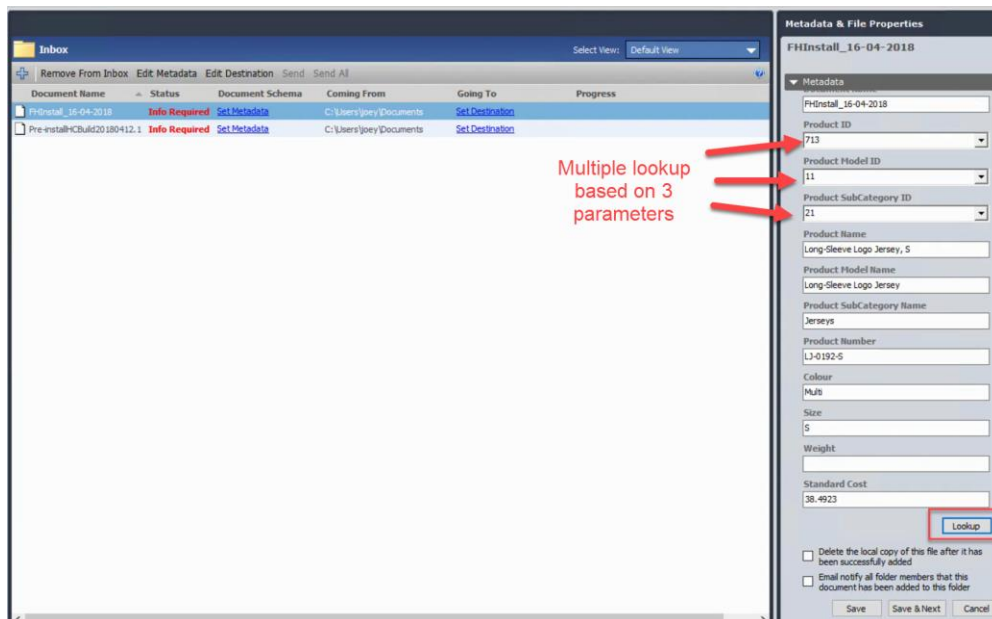 Metadata & File Properties
Inbox
Select View: Default View
FHInstall_16-04-2018
Remove From Inbox Edit Metadata Edit Destination Send Send All
Document Name Status Document Schema Coming From Going To Progress
FHInstall_16-04-2018 Info Required Set Metadata C:\Users\joey\Documents Set Destination
Pre-installHCBuild20180412.1 Info Required Set Metadata C:\Users\joey\Documents Set Destination
Multiple lookup
based on 3
parameters
Metadata
Document Name
FHInstall_16-04-2018
Product ID
713
Product Model ID
11
Product SubCategory ID
21
Product Name
Long-Sleeve Logo Jersey, S
Product Model Name
Long-Sleeve Logo Jersey
Product SubCategory Name
Jerseys
Product Number
LJ-0192-S
Colour
Multi
Size
S
Weight
Standard Cost
38.4923
Lookup
Delete the local copy of this file after it has
been successfully added
Email notify all folder members that this
document has been added to this folder
Save Save & Next Cancel